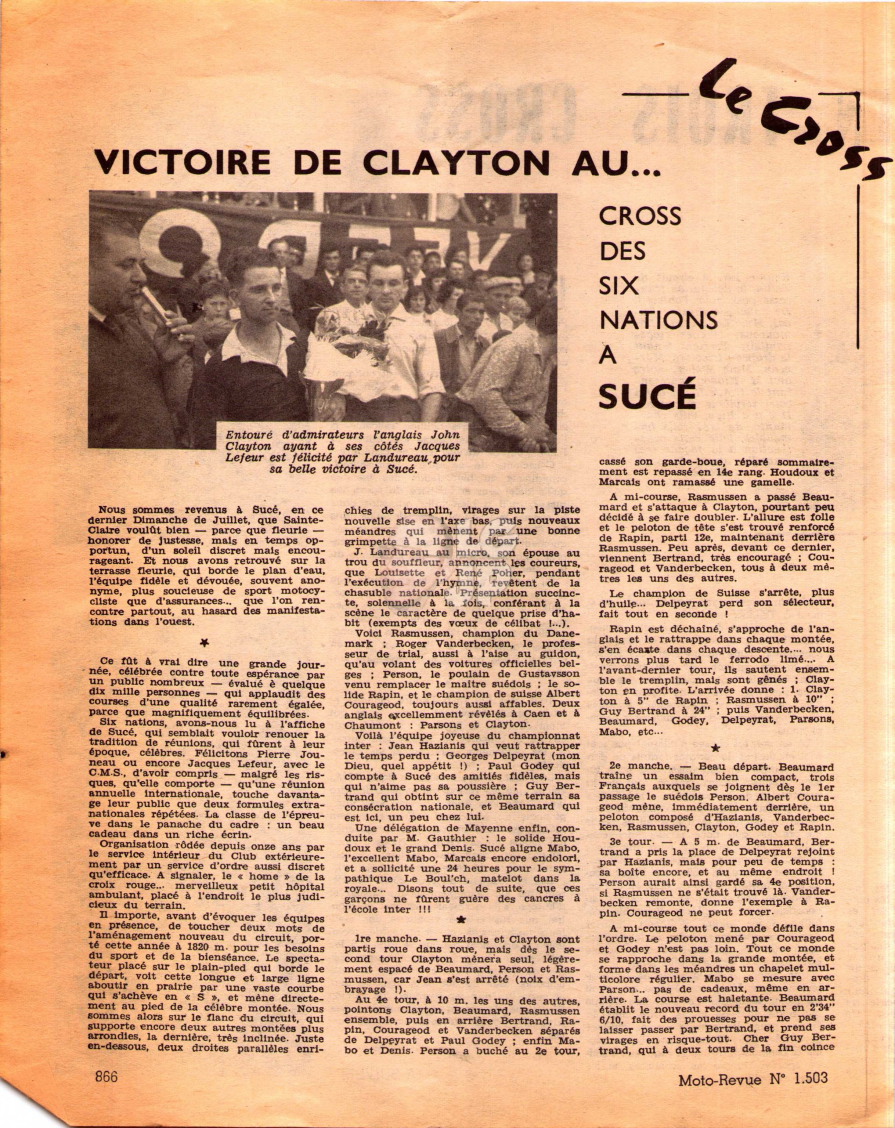 Le Cross
VICTOIRE DE CLAYTON AU...
CROSS
DES
SIX
NATIONS
A
SUCÉ
Entouré d'admirateurs l'anglais John
Clayton ayant à ses côtés Jacques
Lefeur est félicité par Landureau pour
sa belle victoire à Sucé.
Nous sommes revenus à Sucé, en ce
dernier Dimanche de Juillet, que Sainte-
Claire voulût bien — parce que fleurie —
honorer de justesse, mais en temps op-
portun, d'un soleil discret mais encou-
rageant. Et nous avons retrouvé sur la
terrasse fleurie, qui borde le plan d'eau,
l'équipe fidèle et dévouée, souvent ano-
nyme, plus soucieuse de sport motocy-
cliste que d'assurances... que l'on ren-
contre partout, au hasard des manifesta-
tions dans l'ouest.
★
Ce fût à vrai dire une grande jour-
née, célébrée contre toute espérance par
un public nombreux — évalué è quelque
dix mille personnes — qui applaudit des
courses d'une qualité rarement égalée,
parce que magnifiquement équilibrées.
Six nations, avons-nous lu à l'affiche
de Sucé, qui semblait vouloir renouer la
tradition de réunions, qui fûrent à leur
époque, célèbres. Félicitons Pierre Jou-
neau ou encore Jacques Lefeur, avec le
C.M.S., d'avoir compris — malgré les ris-
ques, qu'elle comporte — qu'une réunion
annuelle internationale, touche davanta-
ge leur public que deux formules extra-
nationales répétées. La classe de l'épreu-
ve dans le panache du cadre : un beau
cadeau dans un riche écrin.
Organisation rôdée depuis onze ans par
le service intérieur du Club extérieure-
ment par un service d'ordre aussi discret
qu'efficace. A signaler, le « home » de la
croix rouge... merveilleux petit hôpital
ambulant, placé à l'endroit le plus judi-
cieux du terrain.
Il importe, avant d'évoquer les équipes
en présence, de toucher deux mots de
l'aménagement nouveau du circuit, por-
té cette année à 1820 m. pour les besoins
du sport et de la bienséance. Le specta-
teur placé sur le plain-pied qui borde le
départ, voit cette longue et large ligne
aboutir en prairie par une vaste courbe
qui s'achève en « S », et mène directe-
ment au pied de la célèbre montée. Nous
sommes alors sur le flanc du circuit, qui
supporte encore deux autres montées plus
arrondies, la dernière, très inclinée. Juste
en-dessous, deux droites parallèles enri-
chies de tremplin, virages sur la piste
nouvelle sise en l'axe bas, puis nouveaux
méandres qui mènent par une bonne
grimpette à la ligne de départ.
J. Landureau au micro, son épouse au
trou du souffleur, annoncent les coureurs,
que Louisette et René Poher, pendant
l'exécution de l'hymne, revêtent de la
chasuble nationale. Présentation succinc-
te, solennelle à la fois, conférant à la
scène le caractère de quelque prise d'ha-
bit (exempts des vœux de célibat !...).
Voici Rasmussen, champion du Dane-
mark ; Roger Vanderbecken, le profes-
seur de trial, aussi à l'aise au guidon,
qu'au volant des voitures officielles bel-
ges ; Person, le poulain de Gustavsson
venu remplacer le maître suédois ; le so-
lide Rapin, et le champion de suisse Albert
Courageod, toujours aussi affables. Deux
anglais excellemment révélés à Caen et à
Chaumont : Parsons et Clayton.
Voilà l'équipe joyeuse du championnat
inter : Jean Hazianis qui veut rattrapper
le temps perdu ; Georges Delpeyrat (mon
Dieu, quel appétit !) ; Paul Godey qui
compte à Sucé des amitiés fidèles, mais
qui n'aime pas sa poussière ; Guy Ber-
trand qui obtint sur ce même terrain sa
consécration nationale, et Beaumard qui
est ici, un peu chez lui.
Une délégation de Mayenne enfin, con-
duite par M. Gauthier : le solide Hou-
doux et le grand Denis. Sucé aligne Mabo,
l'excellent Mabo, Marcais encore endolori,
et a sollicité une 24 heures pour le sym-
pathique Le Boul'ch, matelot dans la
royale... Disons tout de suite, que ces
garçons ne fûrent guère des cancres à
l'école inter !!!
★
1re manche. — Hazianis et Clayton sont
partis roue dans roue, mais dès le se-
cond tour Clayton mènera seul, légère-
ment espacé de Beaumard, Person et Ras-
mussen, car Jean s'est arrêté (noix d'em-
brayage !).
Au 4e tour, à 10 m. les uns des autres,
pointons Clayton, Beaumard, Rasmussen
ensemble, puis en arrière Bertrand, Ra-
pin, Courageod et Vanderbecken séparés
de Delpeyrat et Paul Godey ; enfin Ma-
bo et Denis. Person a buché au 2e tour,
cassé son garde-boue, réparé sommaire-
ment est repassé en 14e rang. Houdoux et
Marcais ont ramassé une gamelle.
A mi-course, Rasmussen a passé Beau-
mard et s'attaque à Clayton, pourtant peu
décidé à se faire doubler. L'allure est folle
et le peloton de tête s'est trouvé renforcé
de Rapin, parti 12e, maintenant derrière
Rasmussen. Peu après, devant ce dernier,
viennent Bertrand, très encouragé ; Cou-
rageod et Vanderbecken, tous à deux mè-
tres les uns des autres.
Le champion de Suisse s'arrête, plus
d'huile... Delpeyrat perd son sélecteur,
fait tout en seconde !
Rapin est déchainé, s'approche de l'an-
glais et le rattrappe dans chaque montée,
s'en écarte dans chaque descente... nous
verrons plus tard le ferrodo limé... A
l'avant-dernier tour, ils sautent ensem-
ble le tremplin, mais sont gênés ; Clay-
ton en profite. L'arrivée donne : 1. Clay-
ton à 5" de Rapin ; Rasmussen à 10" ;
Guy Bertrand à 24" ; puis Vanderbecken,
Beaumard, Godey, Delpeyrat, Parsons,
Mabo, etc...
★
2e manche. — Beau départ. Beaumard
traîne un essaim bien compact, trois
Français auxquels se joignent dès le 1er
passage le suédois Person. Albert Coura-
geod mène, immédiatement derrière, un
peloton composé d'Hazianis, Vanderbec-
ken, Rasmussen, Clayton, Godey et Rapin.
3e tour. — A 5 m. de Beaumard, Ber-
trand a pris la place de Delpeyrat rejoint
par Hazianis, mais pour peu de temps :
sa boîte encore, et au même endroit !
Person aurait ainsi gardé sa 4e position,
si Rasmussen ne s'était trouvé là. Vander-
becken remonte, donne l'exemple à Ra-
pin. Courageod ne peut forcer.
A mi-course tout ce monde défile dans
l'ordre. Le peloton mené par Courageod
et Godey n'est pas loin. Tout ce monde
se rapproche dans la grande montée, et
forme dans les méandres un chapelet mul-
ticolore régulier. Mabo se mesure avec
Parson... pas de cadeaux, même en ar-
rière. La course est haletante. Beaumard
établit le nouveau record du tour en 2'34"
6/10, fait des prouesses pour ne pas se
laisser passer par Bertrand, et prend ses
virages en risque-tout. Cher Guy Ber-
trand, qui à deux tours de la fin coince
866
Moto-Revue N° 1.503